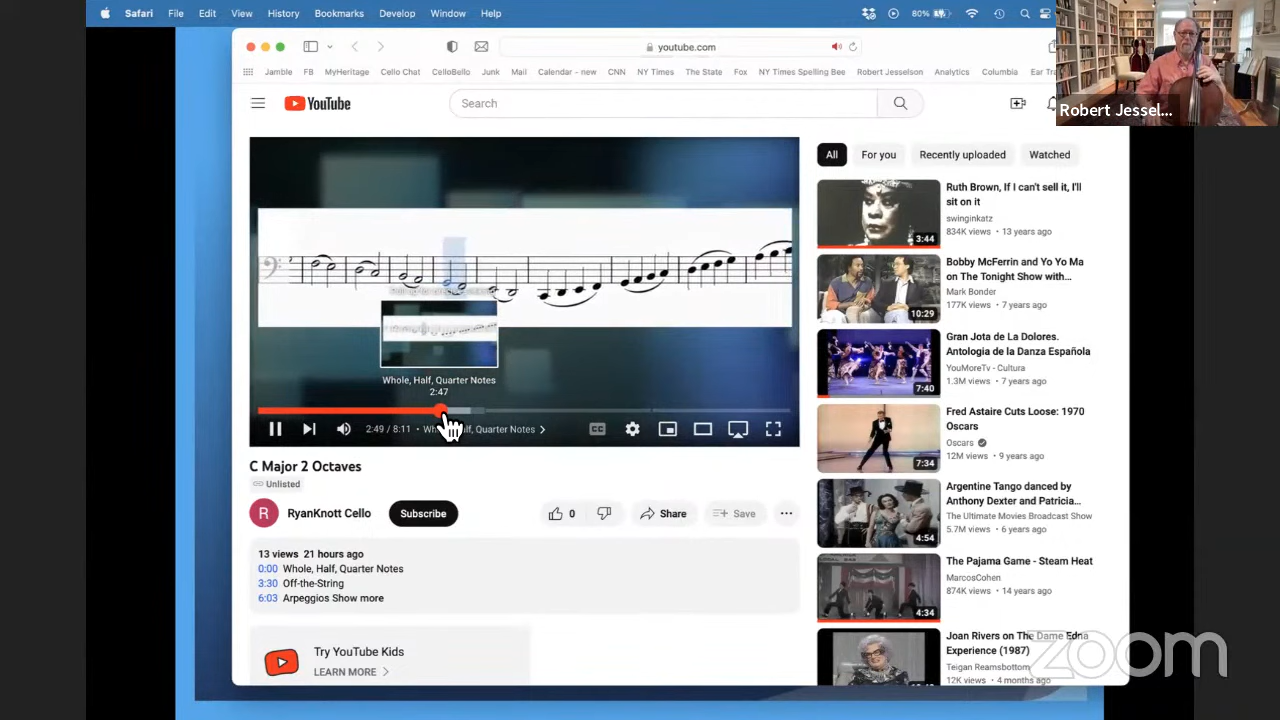 Safari File Edit View History Bookmarks Develop Window Help
80%
youtube.com
Jamble FB MyHeritage Cello Chat CelloBello Junk Mail Calendar - new CNN NY Times The State Fox NY Times Spelling Bee Robert Jesselson Analytics Columbia Ear Tra
Robert Jessel...
YouTube
Search
Whole, Half, Quarter Notes
2:47
2:49 / 8:11 • Wh lf, Quarter Notes
CC
C Major 2 Octaves
Unlisted
R
RyanKnott Cello
Subscribe
0
Share
Save
13 views 21 hours ago
0:00 Whole, Half, Quarter Notes
3:30 Off-the-String
6:03 Arpeggios Show more
Try YouTube Kids
LEARN MORE
All For you Recently uploaded Watched
Ruth Brown, If I can't sell it, I'll
sit on it
swinginkatz
834K views • 13 years ago
3:44
Bobby McFerrin and Yo Yo Ma
on The Tonight Show with...
Mark Bonder
177K views • 7 years ago
10:29
Gran Jota de La Dolores.
Antologia de la Danza Española
YouMoreTv - Cultura
1.3M views • 7 years ago
7:40
Fred Astaire Cuts Loose: 1970
Oscars
Oscars
12M views • 9 years ago
7:34
Argentine Tango danced by
Anthony Dexter and Patricia...
The Ultimate Movies Broadcast Show
5.7M views • 6 years ago
4:54
The Pajama Game - Steam Heat
MarcosCohen
874K views • 14 years ago
4:34
Joan Rivers on The Dame Edna
Experience (1987)
Teigan Reamsbottom
12K views • 4 months ago
zoom